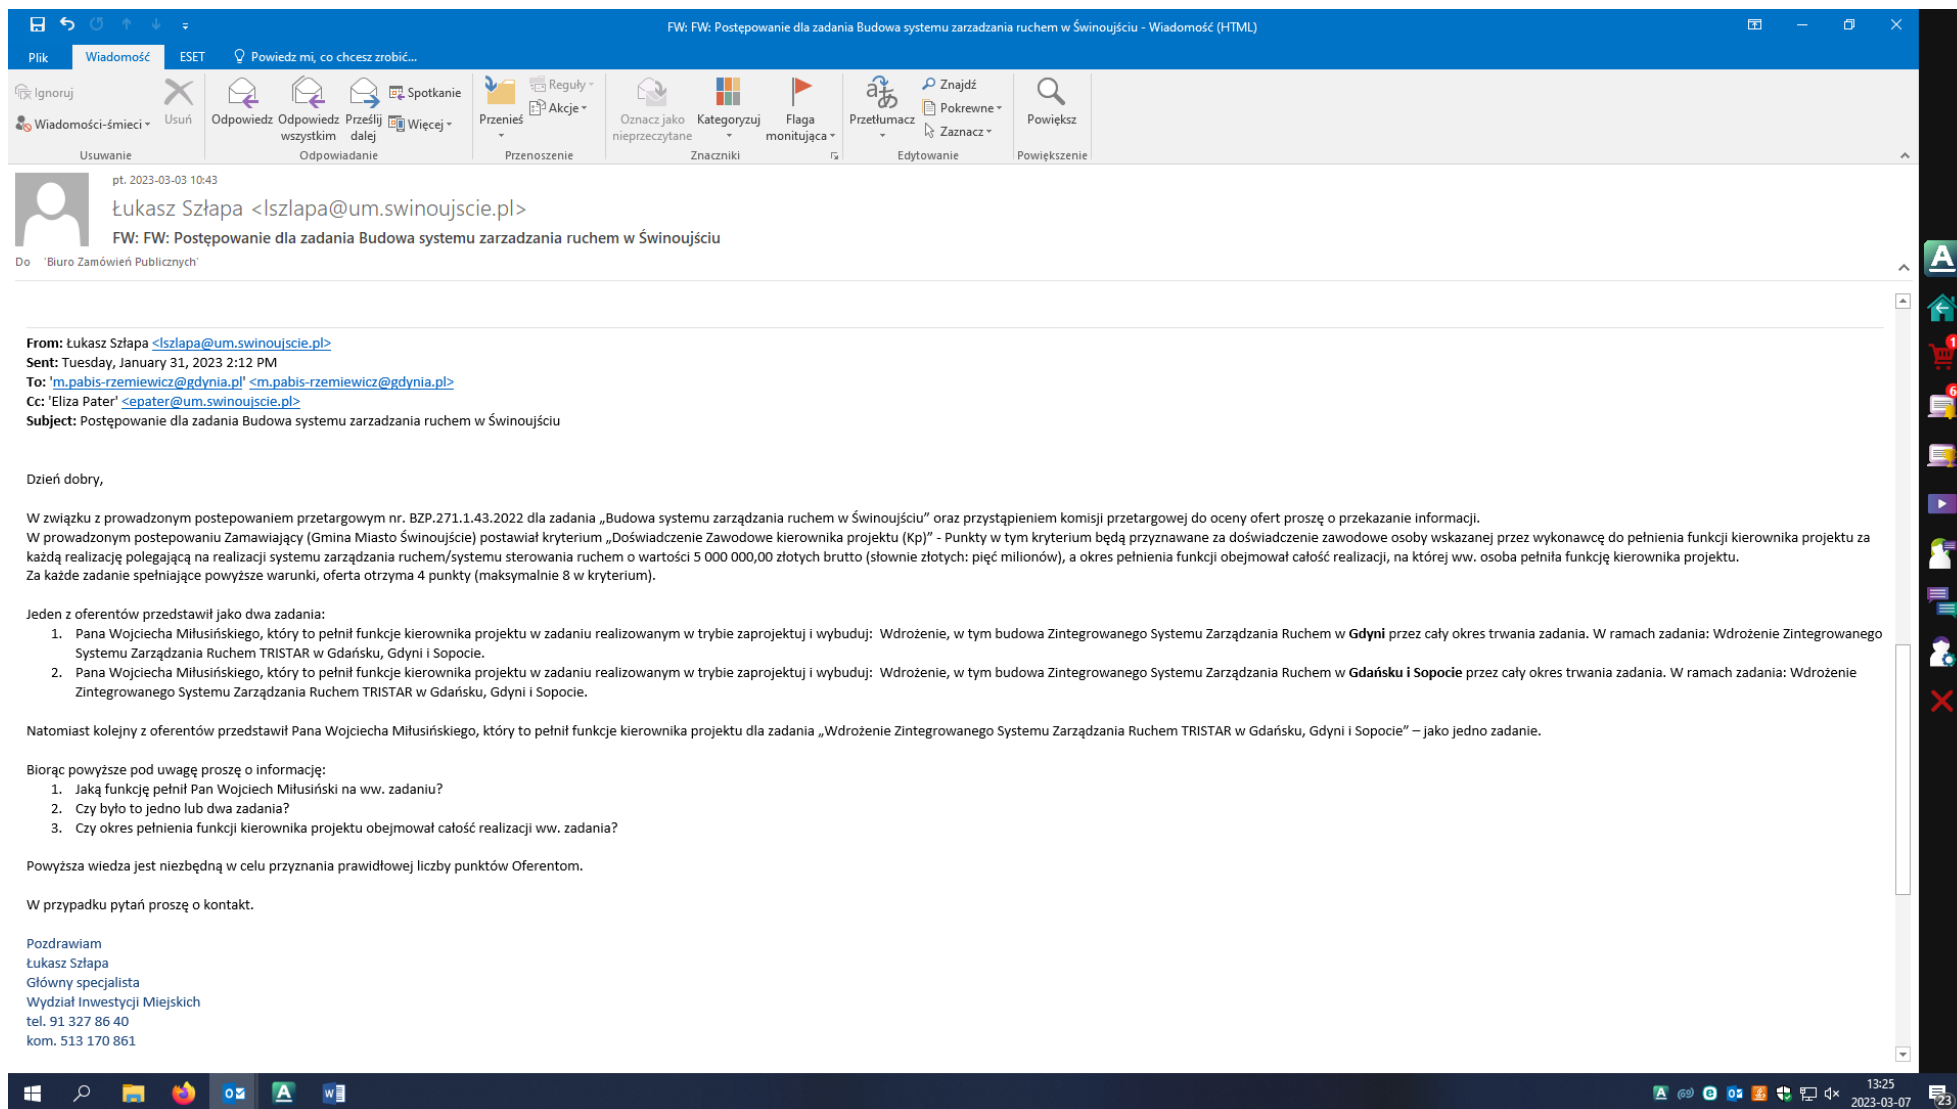 FW: FW: Postępowanie dla zadania Budowa systemu zarzadzania ruchem w Świnoujściu - Wiadomość (HTML)
Plik Wiadomość ESET Powiedz mi, co chcesz zrobić...
Ignoruj
Wiadomości-śmieci
Usuń
Usuwanie
Odpowiedz
Odpowiedz wszystkim
Prześlij dalej
Spotkanie
Więcej
Odpowiadanie
Przenieś
Reguły
Akcje
Przenoszenie
Oznacz jako nieprzeczytane
Kategoryzuj
Flaga monitująca
Znaczniki
Przetłumacz
Znajdź
Pokrewne
Zaznacz
Edytowanie
Powiększ
Powiększenie
pt. 2023-03-03 10:43
Łukasz Szłapa <lszlapa@um.swinoujscie.pl>
FW: FW: Postępowanie dla zadania Budowa systemu zarzadzania ruchem w Świnoujściu
Do 'Biuro Zamówień Publicznych'
From: Łukasz Szłapa <lszlapa@um.swinoujscie.pl>
Sent: Tuesday, January 31, 2023 2:12 PM
To: 'm.pabis-rzemiewicz@gdynia.pl' <m.pabis-rzemiewicz@gdynia.pl>
Cc: 'Eliza Pater' <epater@um.swinoujscie.pl>
Subject: Postępowanie dla zadania Budowa systemu zarzadzania ruchem w Świnoujściu
Dzień dobry,
W związku z prowadzonym postepowaniem przetargowym nr. BZP.271.1.43.2022 dla zadania „Budowa systemu zarządzania ruchem w Świnoujściu” oraz przystąpieniem komisji przetargowej do oceny ofert proszę o przekazanie informacji.
W prowadzonym postepowaniu Zamawiający (Gmina Miasto Świnoujście) postawiał kryterium „Doświadczenie Zawodowe kierownika projektu (Kp)” - Punkty w tym kryterium będą przyznawane za doświadczenie zawodowe osoby wskazanej przez wykonawcę do pełnienia funkcji kierownika projektu za
każdą realizację polegającą na realizacji systemu zarządzania ruchem/systemu sterowania ruchem o wartości 5 000 000,00 złotych brutto (słownie złotych: pięć milionów), a okres pełnienia funkcji obejmował całość realizacji, na której ww. osoba pełniła funkcję kierownika projektu.
Za każde zadanie spełniające powyższe warunki, oferta otrzyma 4 punkty (maksymalnie 8 w kryterium).
Jeden z oferentów przedstawił jako dwa zadania:
1. Pana Wojciecha Miłusińskiego, który to pełnił funkcje kierownika projektu w zadaniu realizowanym w trybie zaprojektuj i wybuduj: Wdrożenie, w tym budowa Zintegrowanego Systemu Zarządzania Ruchem w Gdyni przez cały okres trwania zadania. W ramach zadania: Wdrożenie Zintegrowanego
Systemu Zarządzania Ruchem TRISTAR w Gdańsku, Gdyni i Sopocie.
2. Pana Wojciecha Miłusińskiego, który to pełnił funkcje kierownika projektu w zadaniu realizowanym w trybie zaprojektuj i wybuduj: Wdrożenie, w tym budowa Zintegrowanego Systemu Zarządzania Ruchem w Gdańsku i Sopocie przez cały okres trwania zadania. W ramach zadania: Wdrożenie
Zintegrowanego Systemu Zarządzania Ruchem TRISTAR w Gdańsku, Gdyni i Sopocie.
Natomiast kolejny z oferentów przedstawił Pana Wojciecha Miłusińskiego, który to pełnił funkcje kierownika projektu dla zadania „Wdrożenie Zintegrowanego Systemu Zarządzania Ruchem TRISTAR w Gdańsku, Gdyni i Sopocie” – jako jedno zadanie.
Biorąc powyższe pod uwagę proszę o informację:
1. Jaką funkcję pełnił Pan Wojciech Miłusiński na ww. zadaniu?
2. Czy było to jedno lub dwa zadania?
3. Czy okres pełnienia funkcji kierownika projektu obejmował całość realizacji ww. zadania?
Powyższa wiedza jest niezbędną w celu przyznania prawidłowej liczby punktów Oferentom.
W przypadku pytań proszę o kontakt.
Pozdrawiam
Łukasz Szłapa
Główny specjalista
Wydział Inwestycji Miejskich
tel. 91 327 86 40
kom. 513 170 861
A
1
6
13:25
2023-03-07
23